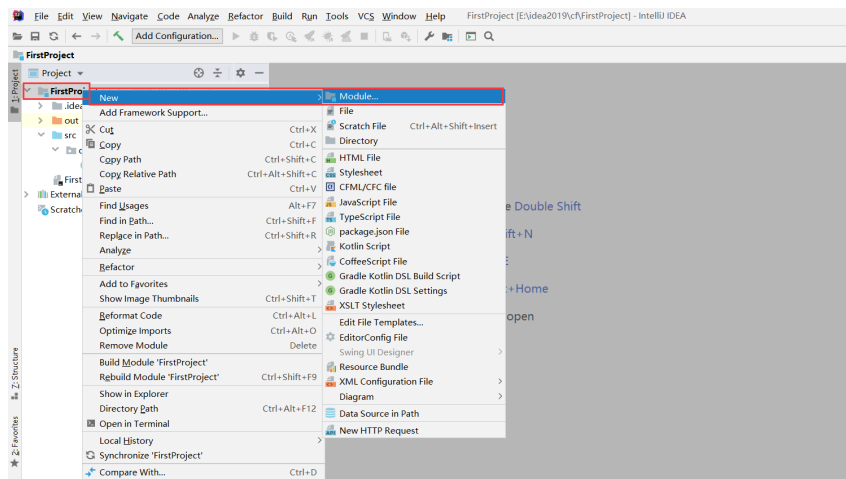 File Edit View Navigate Code Analyze Refactor Build Run Tools VCS Window Help FirstProject [E:\idea2019\cf\FirstProject] - IntelliJ IDEA
Add Configuration...
FirstProject
1: Project
Project
FirstPro
.idea
out
src
First
External
Scratche
New
Add Framework Support...
Cut Ctrl+X
Copy Ctrl+C
Copy Path Ctrl+Shift+C
Copy Relative Path Ctrl+Alt+Shift+C
Paste Ctrl+V
Find Usages Alt+F7
Find in Path... Ctrl+Shift+F
Replace in Path... Ctrl+Shift+R
Analyze
Refactor
Add to Favorites
Show Image Thumbnails Ctrl+Shift+T
Reformat Code Ctrl+Alt+L
Optimize Imports Ctrl+Alt+O
Remove Module Delete
Build Module 'FirstProject'
Rebuild Module 'FirstProject' Ctrl+Shift+F9
Show in Explorer
Directory Path Ctrl+Alt+F12
Open in Terminal
Local History
Synchronize 'FirstProject'
Compare With... Ctrl+D
Module...
File
Scratch File Ctrl+Alt+Shift+Insert
Directory
HTML File
Stylesheet
CFML/CFC file
JavaScript File
TypeScript File
package.json File
Kotlin Script
CoffeeScript File
Gradle Kotlin DSL Build Script
Gradle Kotlin DSL Settings
XSLT Stylesheet
Edit File Templates...
EditorConfig File
Swing UI Designer
Resource Bundle
XML Configuration File
Diagram
Data Source in Path
New HTTP Request
e Double Shift
ift+N
E
+Home
open
Z: Structure
2: Favorites